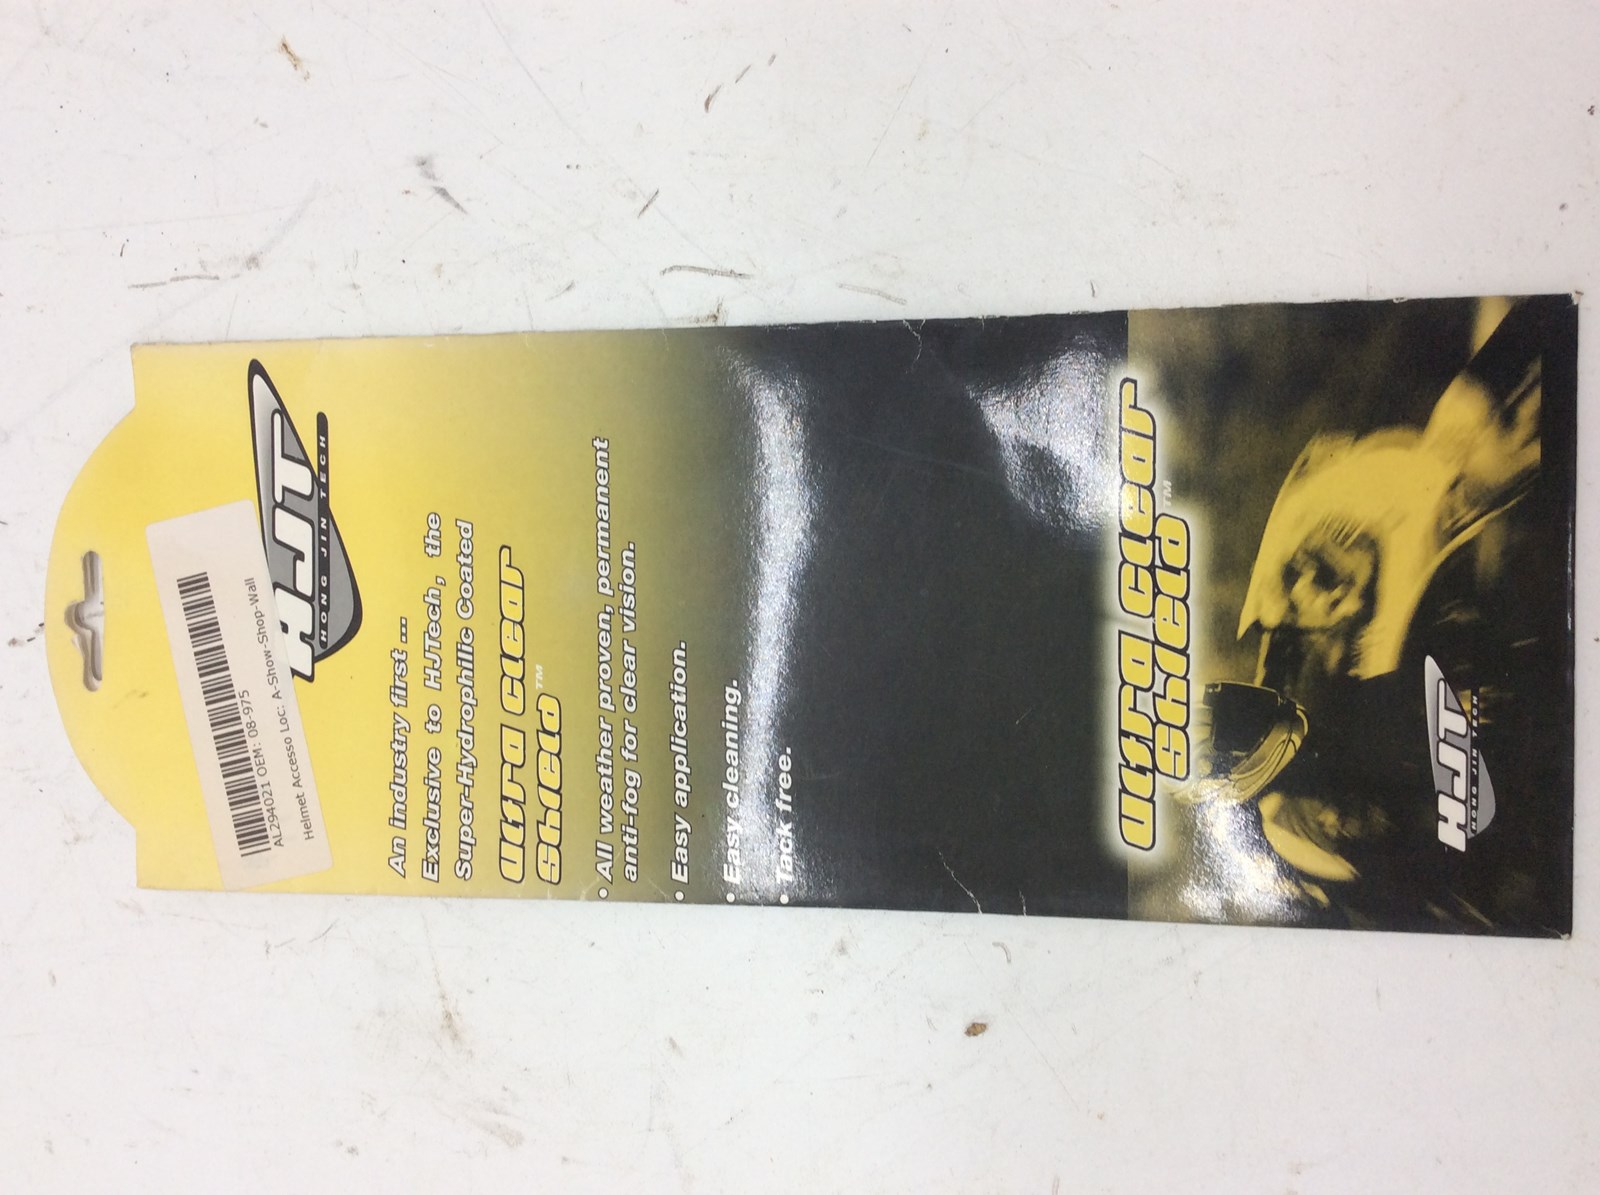 AL294021 OEM: 08-975
Helmet Accesso Loc: A-Show-Shop-Wall
HJT
HONG JIN TECH
An industry first ...
Exclusive to HJTech, the
Super-Hydrophilic Coated
ultra clear
shield™
• All weather proven, permanent
anti-fog for clear vision.
• Easy application.
• Easy cleaning.
• Tack free.
ultra clear
shield™
HJT
HONG JIN TECH